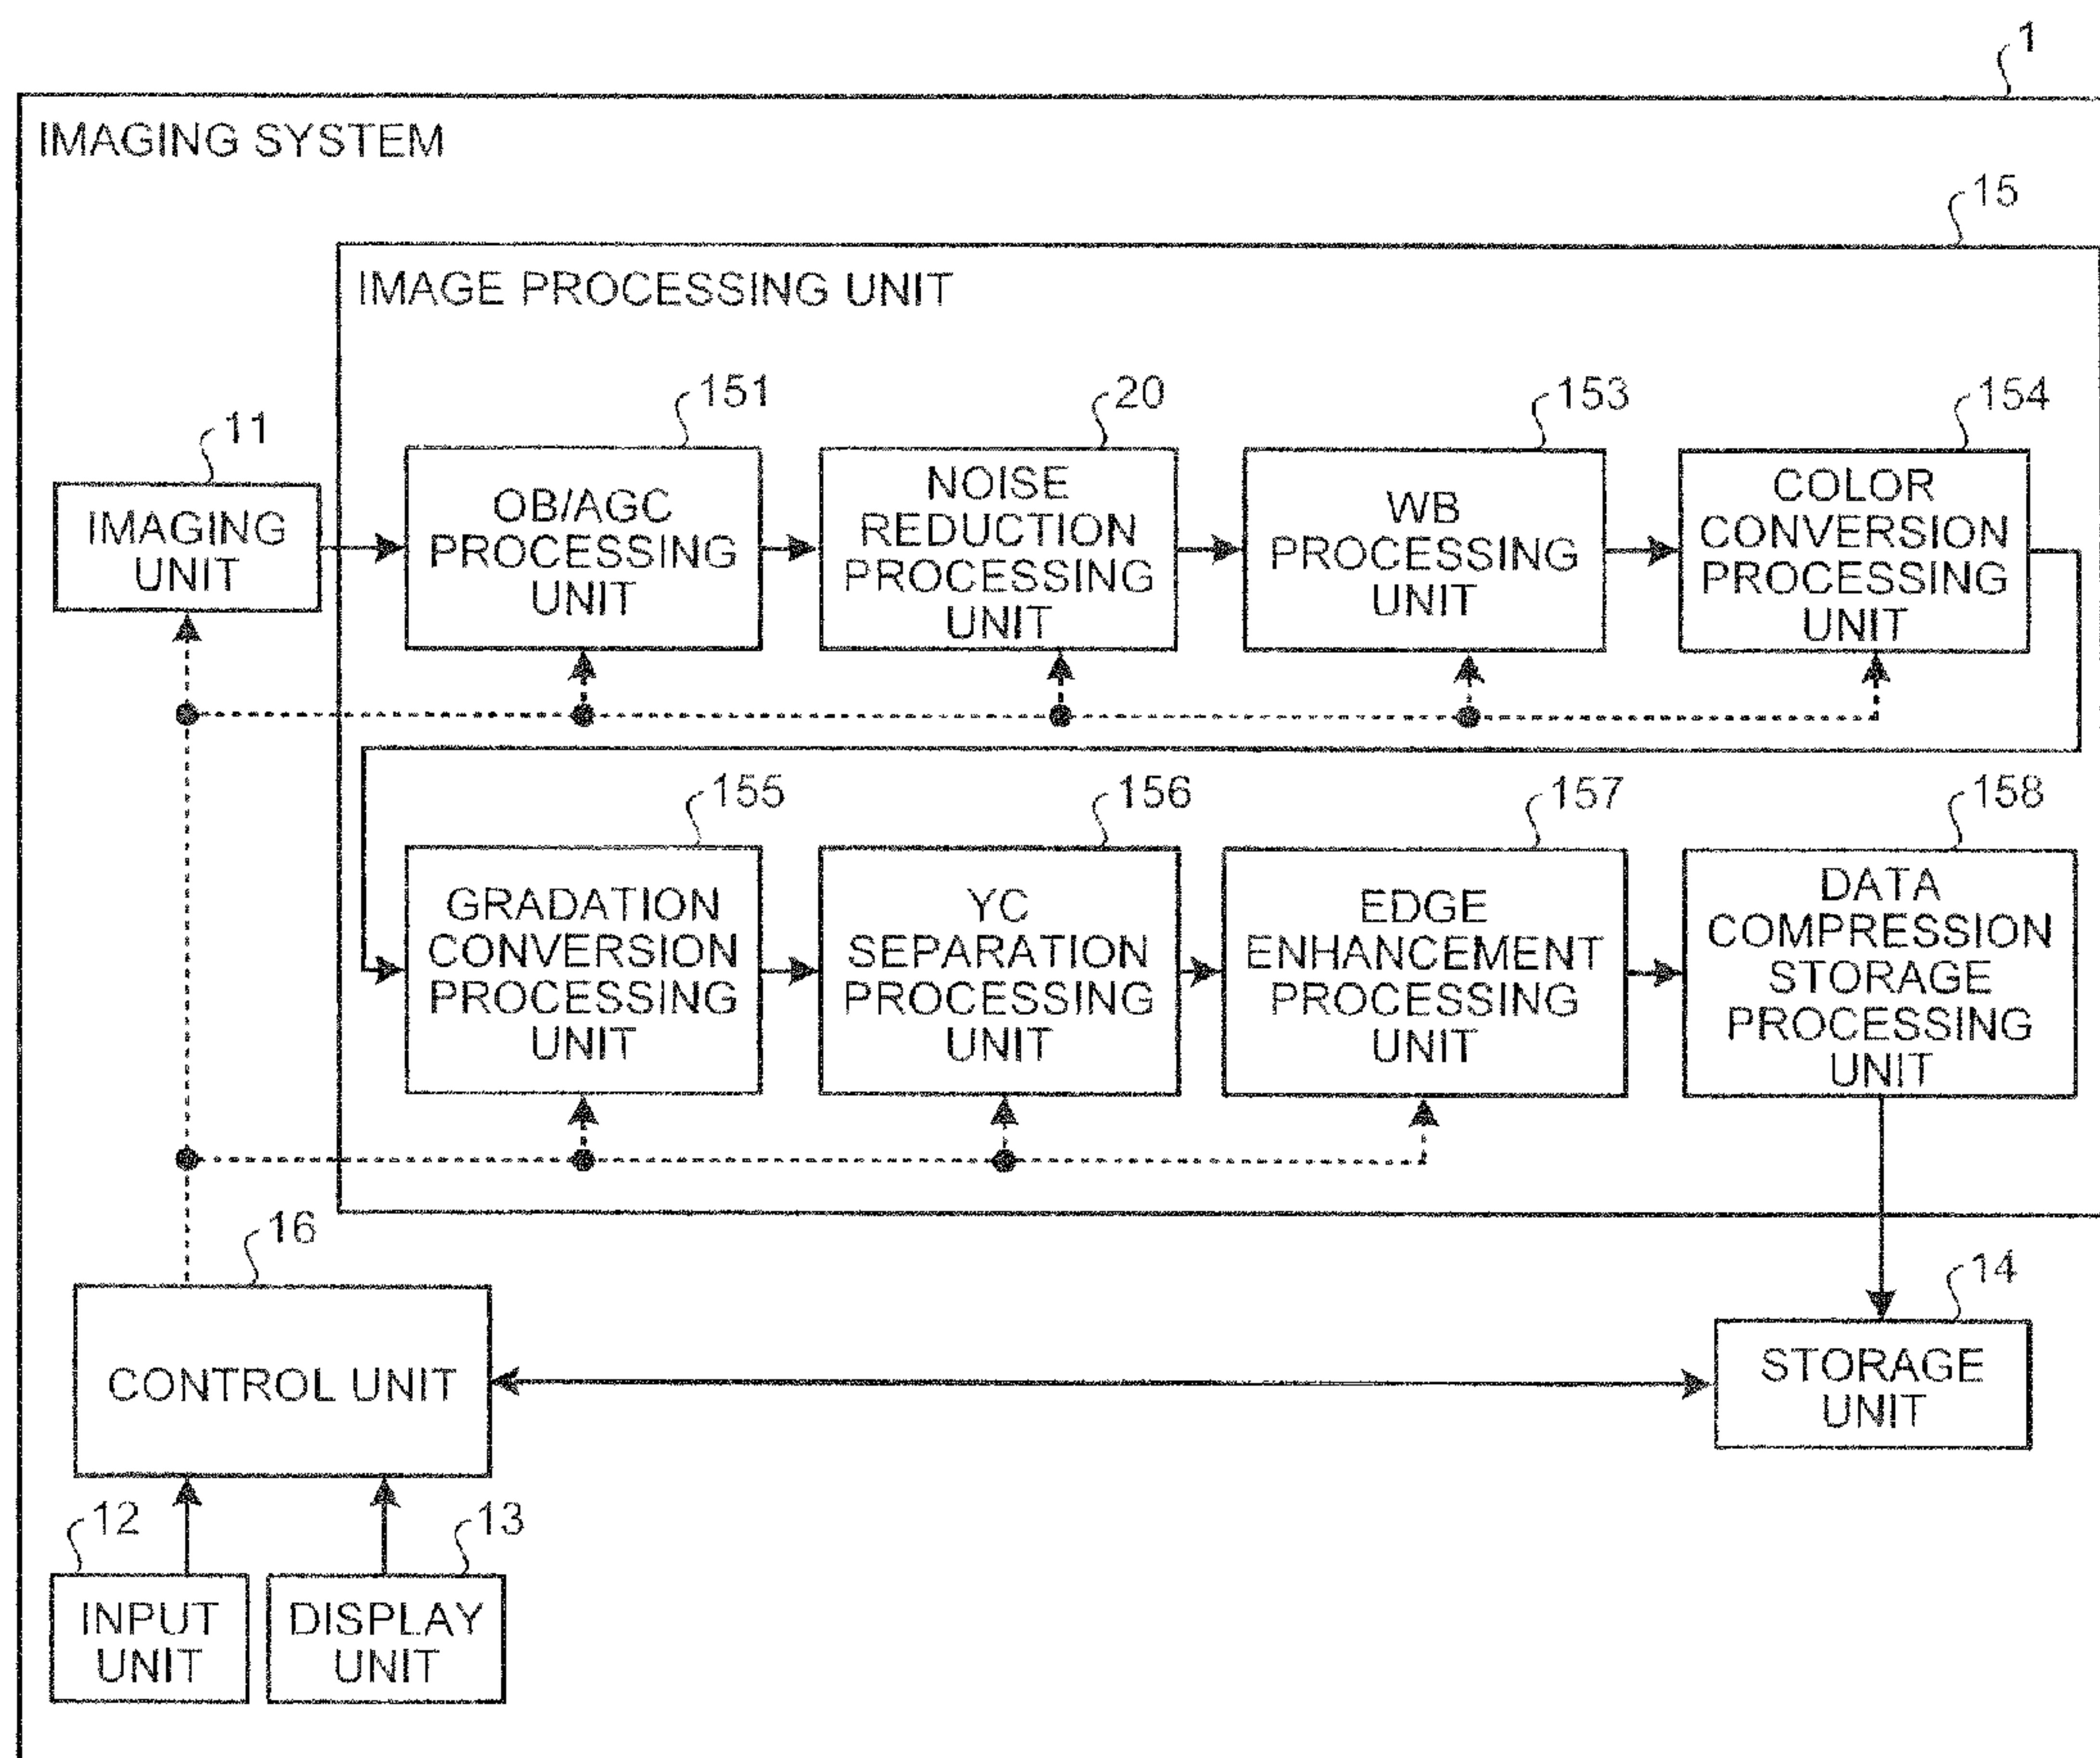 1
IMAGING SYSTEM
15
IMAGE PROCESSING UNIT
151
20
153
154
11
IMAGING
UNIT
OB/AGC
PROCESSING
UNIT
NOISE
REDUCTION
PROCESSING
UNIT
WB
PROCESSING
UNIT
COLOR
CONVERSION
PROCESSING
UNIT
155
156
157
158
GRADATION
CONVERSION
PROCESSING
UNIT
YC
SEPARATION
PROCESSING
UNIT
EDGE
ENHANCEMENT
PROCESSING
UNIT
DATA
COMPRESSION
STORAGE
PROCESSING
UNIT
16
14
CONTROL UNIT
STORAGE
UNIT
12
13
INPUT
UNIT
DISPLAY
UNIT